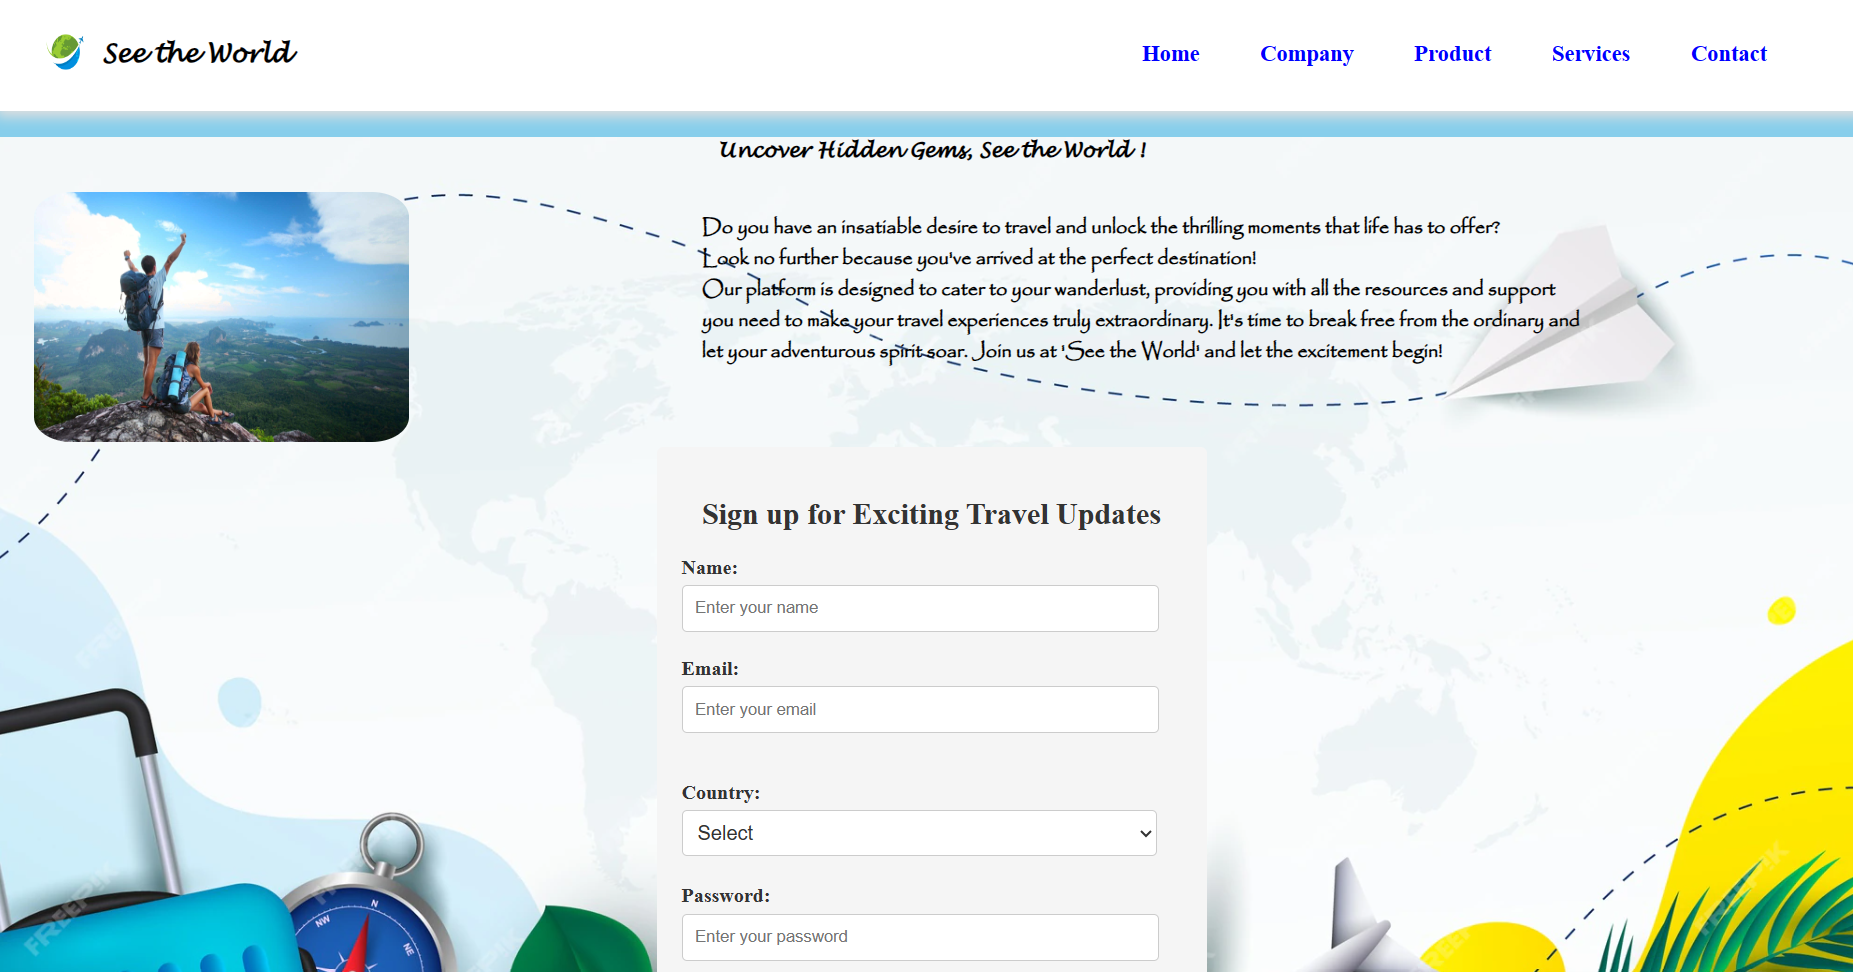 See the World
Home
Company
Product
Services
Contact
Uncover Hidden Gems, See the World !
Do you have an insatiable desire to travel and unlock the thrilling moments that life has to offer?
Look no further because you've arrived at the perfect destination!
Our platform is designed to cater to your wanderlust, providing you with all the resources and support
you need to make your travel experiences truly extraordinary. It's time to break free from the ordinary and
let your adventurous spirit soar. Join us at 'See the World' and let the excitement begin!
Sign up for Exciting Travel Updates
Name:
Enter your name
Email:
Enter your email
Country:
Select
Password:
Enter your password
NW
N
NE
FREEPIK
FREEPIK